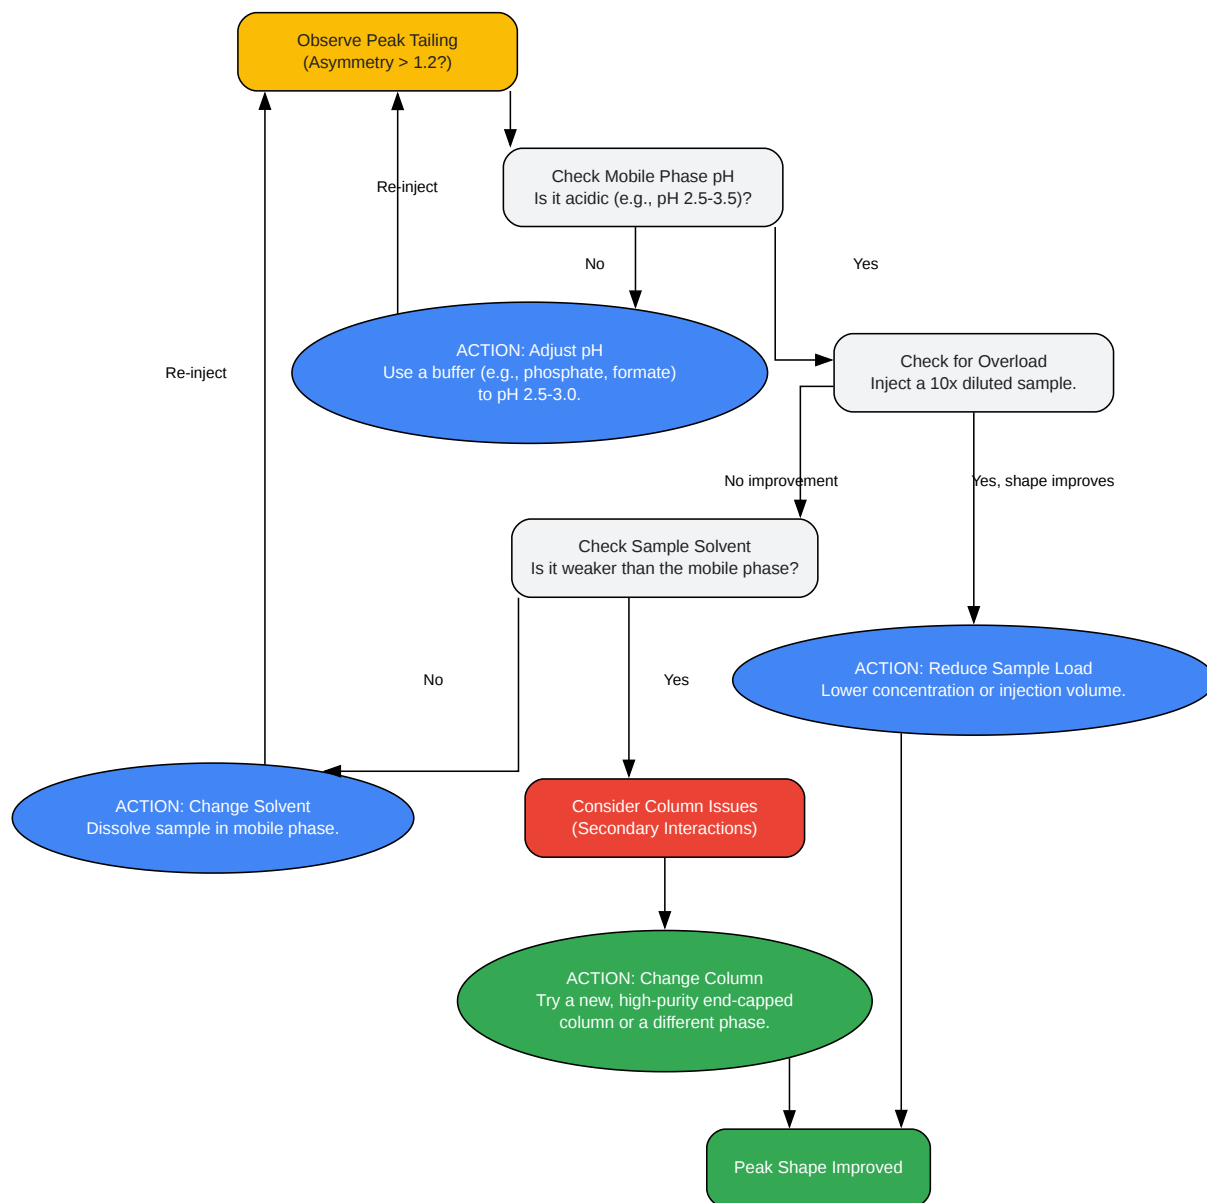 Observe Peak Tailing
(Asymmetry > 1.2?)
Check Mobile Phase pH
Is it acidic (e.g., pH 2.5-3.5)?
Re-inject
No
Yes
ACTION: Adjust pH
Use a buffer (e.g., phosphate, formate)
to pH 2.5-3.0.
Check for Overload
Inject a 10x diluted sample.
Re-inject
No improvement
Yes, shape improves
Check Sample Solvent
Is it weaker than the mobile phase?
No
Yes
ACTION: Reduce Sample Load
Lower concentration or injection volume.
ACTION: Change Solvent
Dissolve sample in mobile phase.
Consider Column Issues
(Secondary Interactions)
ACTION: Change Column
Try a new, high-purity end-capped
column or a different phase.
Peak Shape Improved